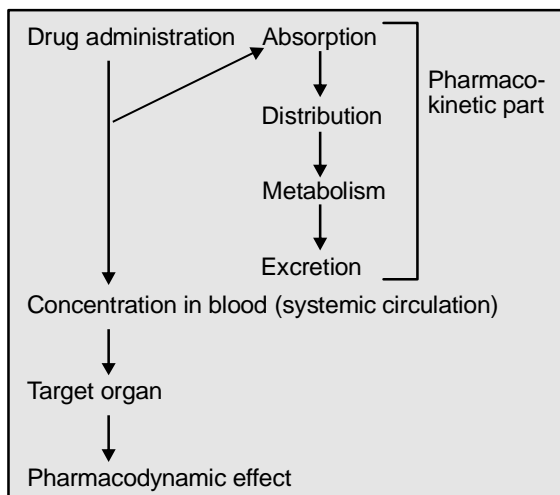 Drug administration
Absorption
Pharmaco-
kinetic part
Distribution
Metabolism
Excretion
Concentration in blood (systemic circulation)
Target organ
Pharmacodynamic effect